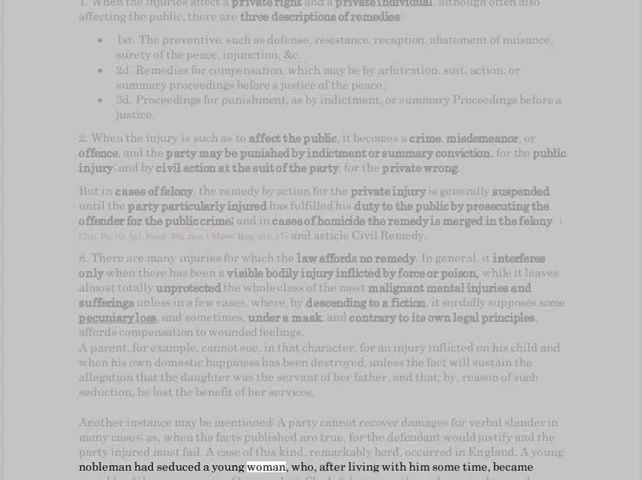 1. When the injuries affect a private right and a private individual, although often also
affecting the public, there are three descriptions of remedies:
• 1st. The preventive, such as defense, resistance, recaption, abatement of nuisance,
surety of the peace, injunction, &c.
• 2d. Remedies for compensation, which may be by arbitration, suit, action, or
summary proceedings before a justice of the peace.
• 3d. Proceedings for punishment, as by indictment, or summary Proceedings before a
justice.
2. When the injury is such as to affect the public, it becomes a crime, misdemeanor, or
offence, and the party may be punished by indictment or summary conviction, for the public
injury; and by civil action at the suit of the party, for the private wrong.
But in cases of felony, the remedy by action for the private injury is generally suspended
until the party particularly injured has fulfilled his duty to the public by prosecuting the
offender for the public crime; and in cases of homicide the remedy is merged in the felony. 1
Chit. Pr. 10; Ayl. Pand. 592; and article Civil Remedy.
8. There are many injuries for which the law affords no remedy. In general, it interferes
only when there has been a visible bodily injury inflicted by force or poison, while it leaves
almost totally unprotected the whole class of the most malignant mental injuries and
sufferings unless in a few cases, where, by descending to a fiction, it sordidly supposes some
pecuniary loss, and sometimes, under a mask, and contrary to its own legal principles,
affords compensation to wounded feelings.
A parent, for example, cannot sue, in that character, for an injury inflicted on his child and
when his own domestic happiness has been destroyed, unless the fact will sustain the
allegation that the daughter was the servant of her father, and that, by, reason of such
seduction, he lost the benefit of her services.
Another instance may be mentioned: A party cannot recover damages for verbal slander in
many cases; as, when the facts published are true, for the defendant would justify and the
party injured must fail. A case of this kind, remarkably hard, occurred in England. A young
nobleman had seduced a young woman, who, after living with him some time, became